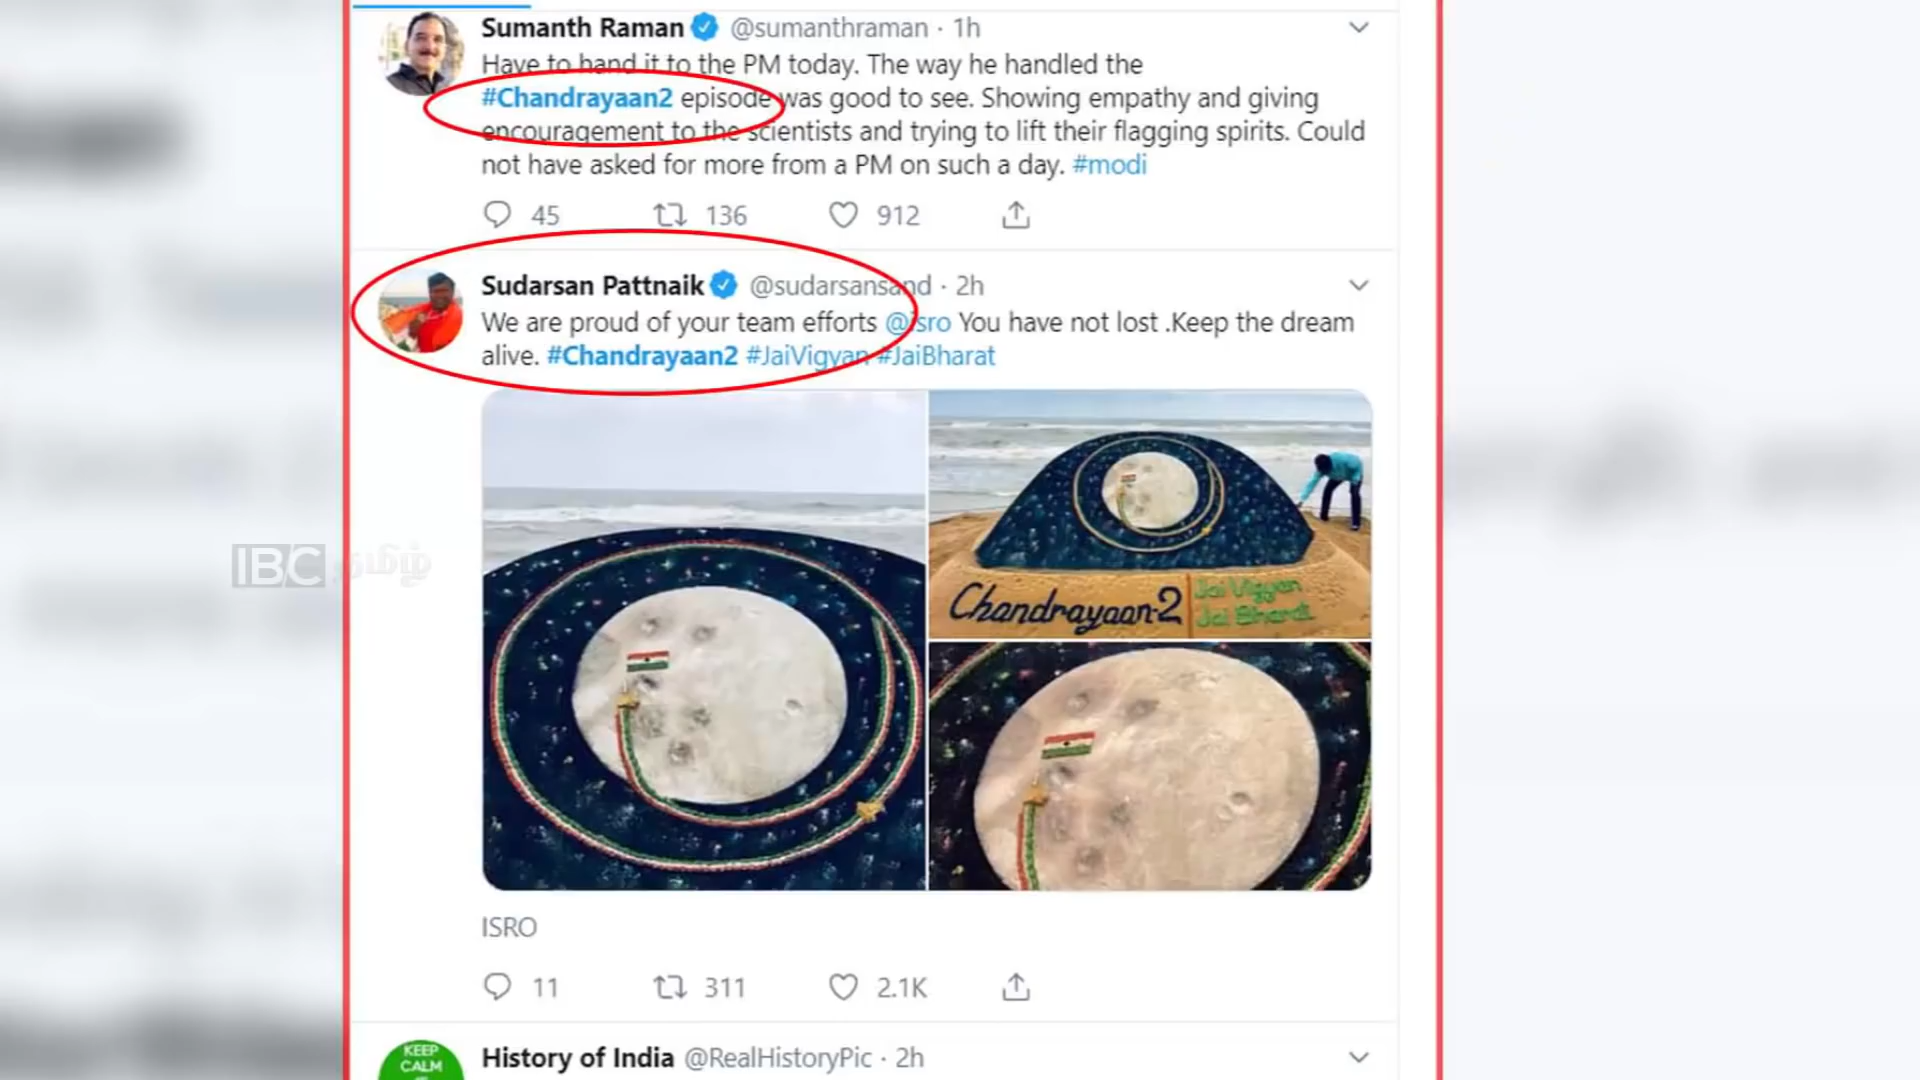 Sumanth Raman @sumanthraman · 1h
Have to hand it to the PM today. The way he handled the
#Chandrayaan2 episode was good to see. Showing empathy and giving
encouragement to the scientists and trying to lift their flagging spirits. Could
not have asked for more from a PM on such a day. #modi
45 136 912
Sudarsan Pattnaik @sudarsansand · 2h
We are proud of your team efforts @isro You have not lost .Keep the dream
alive. #Chandrayaan2 #JaiVigyan #JaiBharat
Chandrayaan-2
Jai Vigyan
Jai Bharat
IBC தமிழ்
ISRO
11 311 2.1K
History of India @RealHistoryPic · 2h
KEEP
CALM